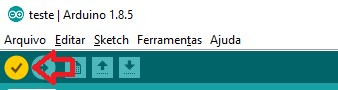 teste | Arduino 1.8.5
Arquivo Editar Sketch Ferramentas Ajuda